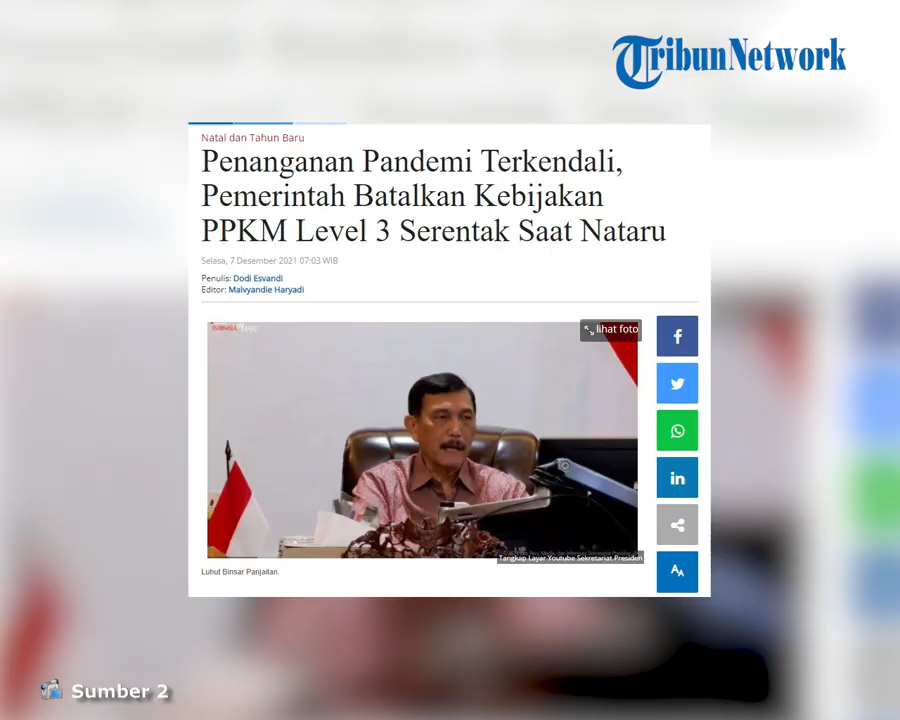 TribunNetwork
Natal dan Tahun Baru
Penanganan Pandemi Terkendali,
Pemerintah Batalkan Kebijakan
PPKM Level 3 Serentak Saat Nataru
Selasa, 7 Desember 2021 07:03 WIB
Penulis: Dodi Esvandi
Editor: Malvyandie Haryadi
lihat foto
Tangkap Layar Youtube Sekretariat Presiden
Luhut Binsar Panjaitan.
Sumber 2